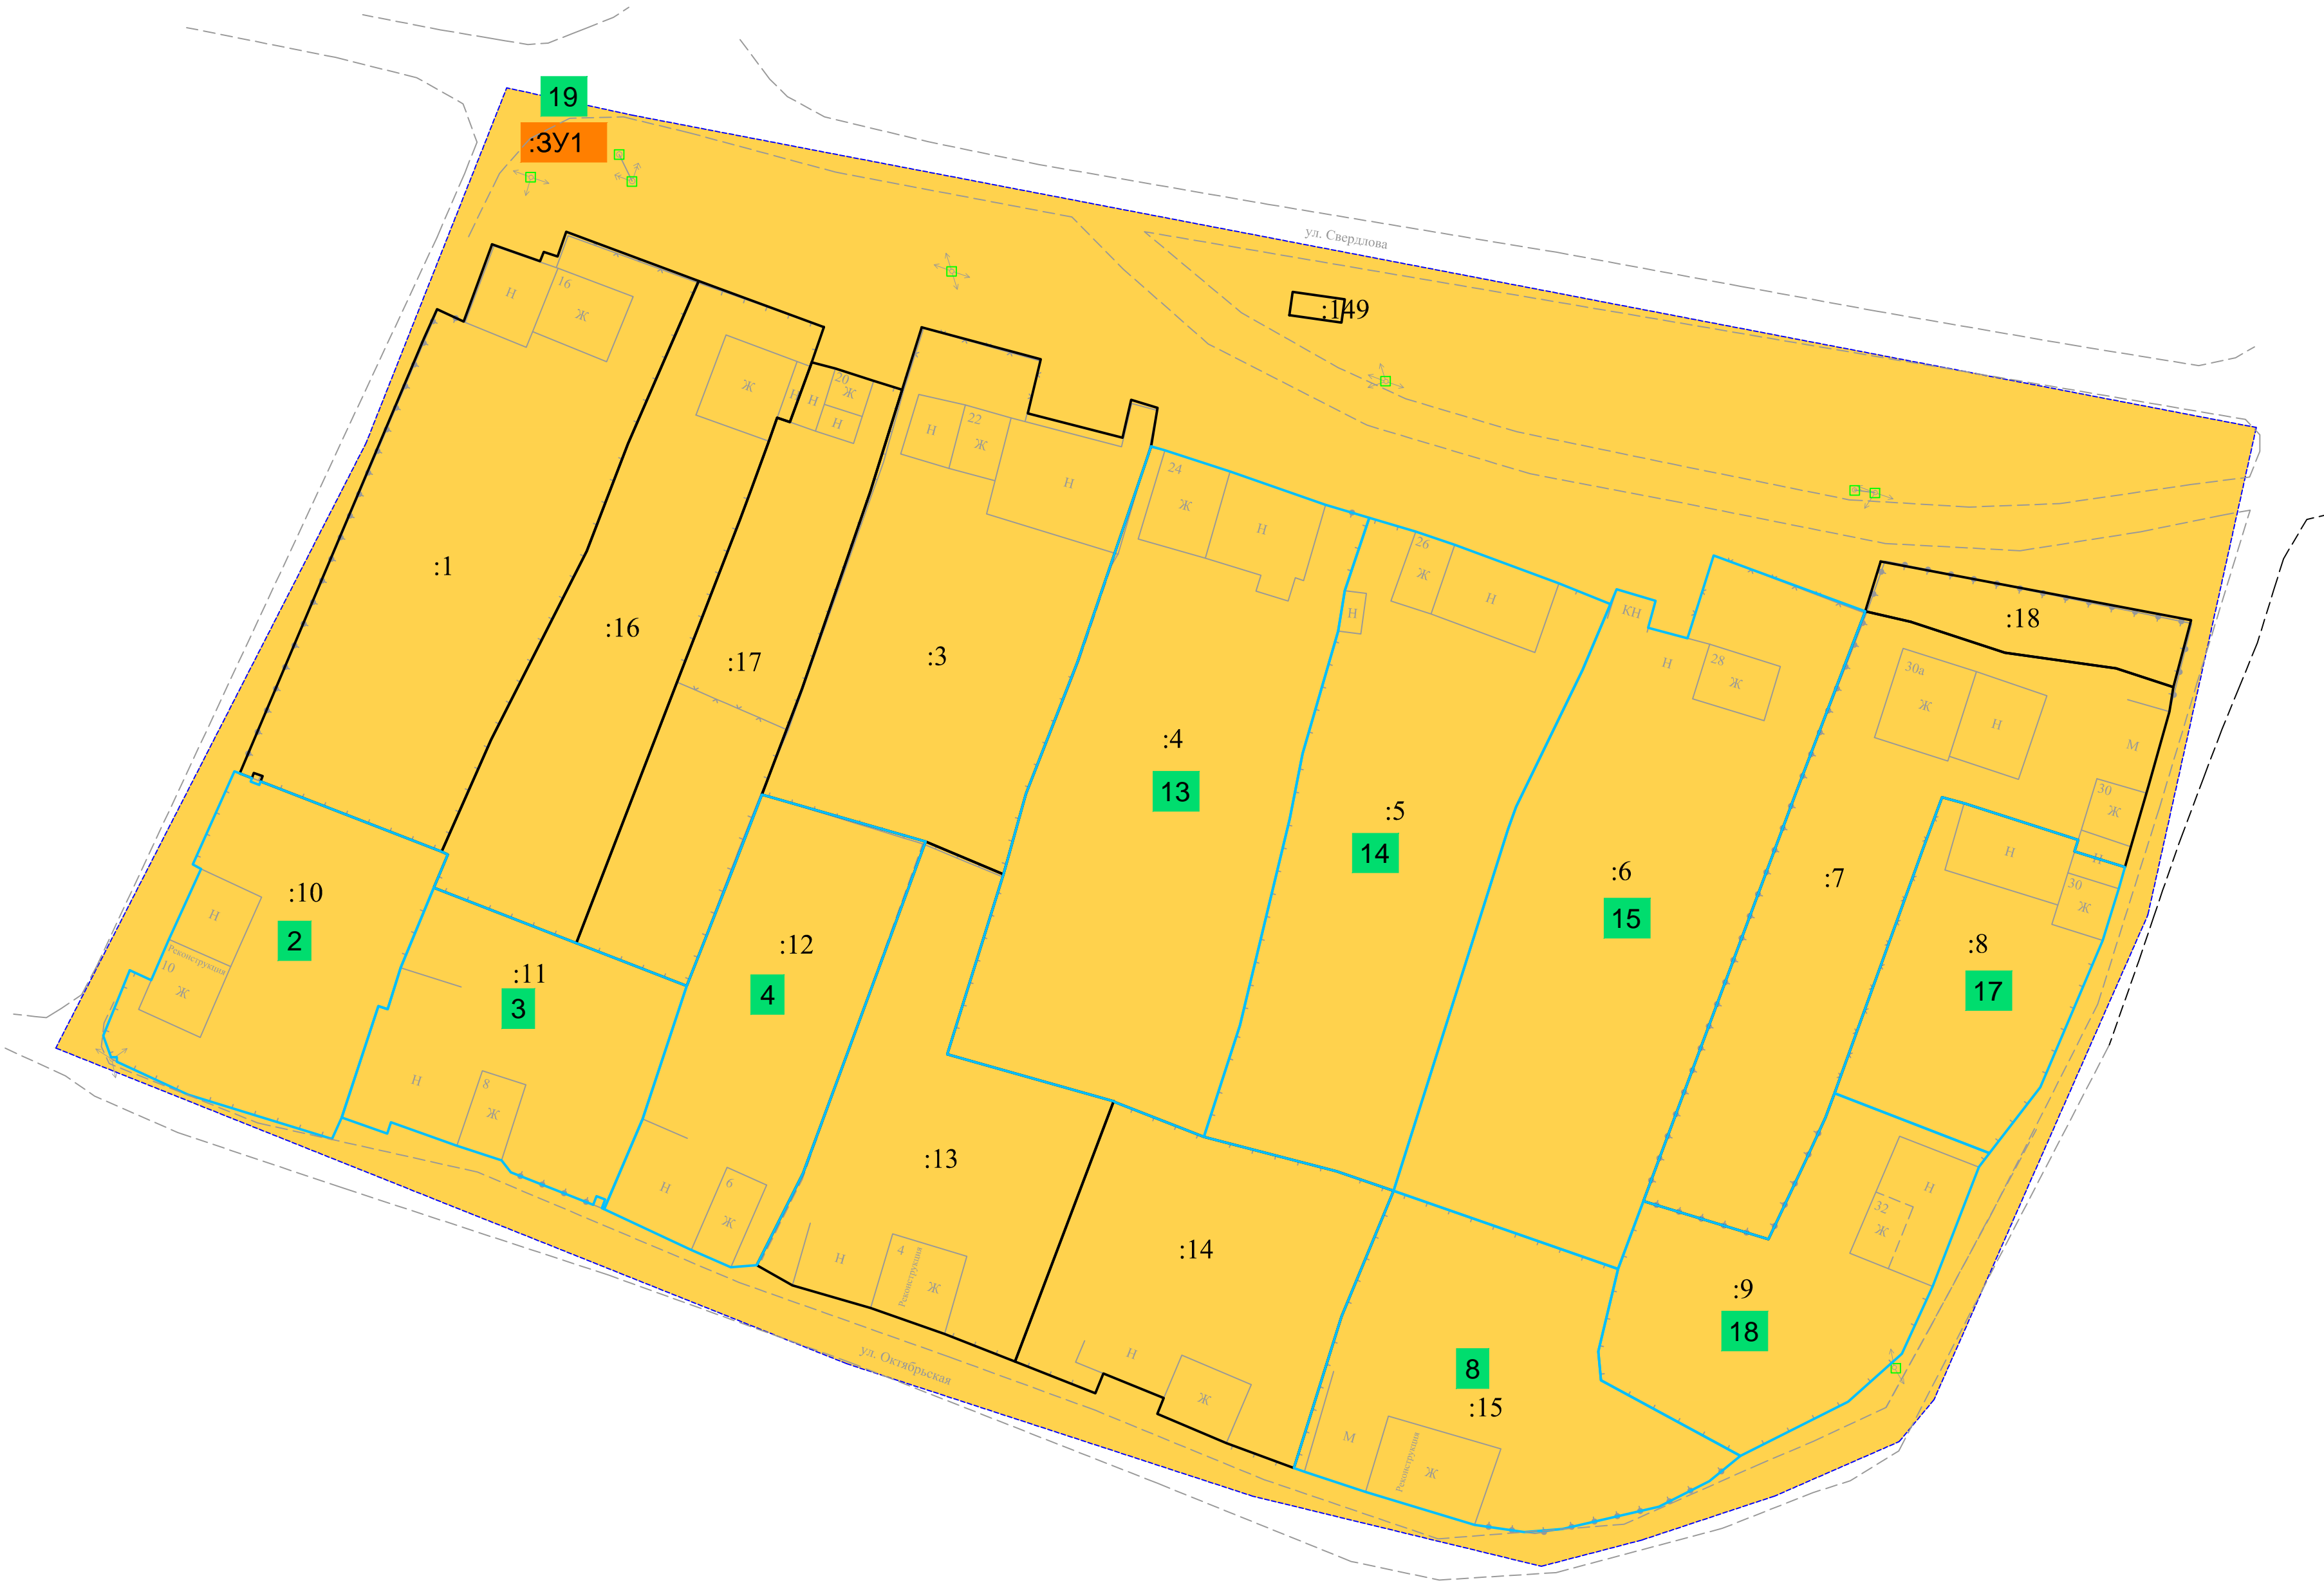 19
:ЗУ1
ул. Свердлова
16
Н
Ж
:149
Ж
Н
Н
20
Ж
Н
22
Н
Ж
Н
24
Ж
Н
26
Ж
Н
Н
КН
Н
28
Ж
:18
30а
Ж
Н
М
30
Ж
Н
30
Ж
Н
:1
:16
:17
:3
:4
13
:5
14
:6
15
:7
:8
17
:10
2
Н
Реконструкция
10
Ж
:11
3
Н
8
Ж
:12
4
Н
6
Ж
:13
Н
4
Реконструкция
Ж
:14
Н
Ж
:9
18
Н
32
Ж
8
:15
М
Реконструкция
Ж
ул. Октябрьская